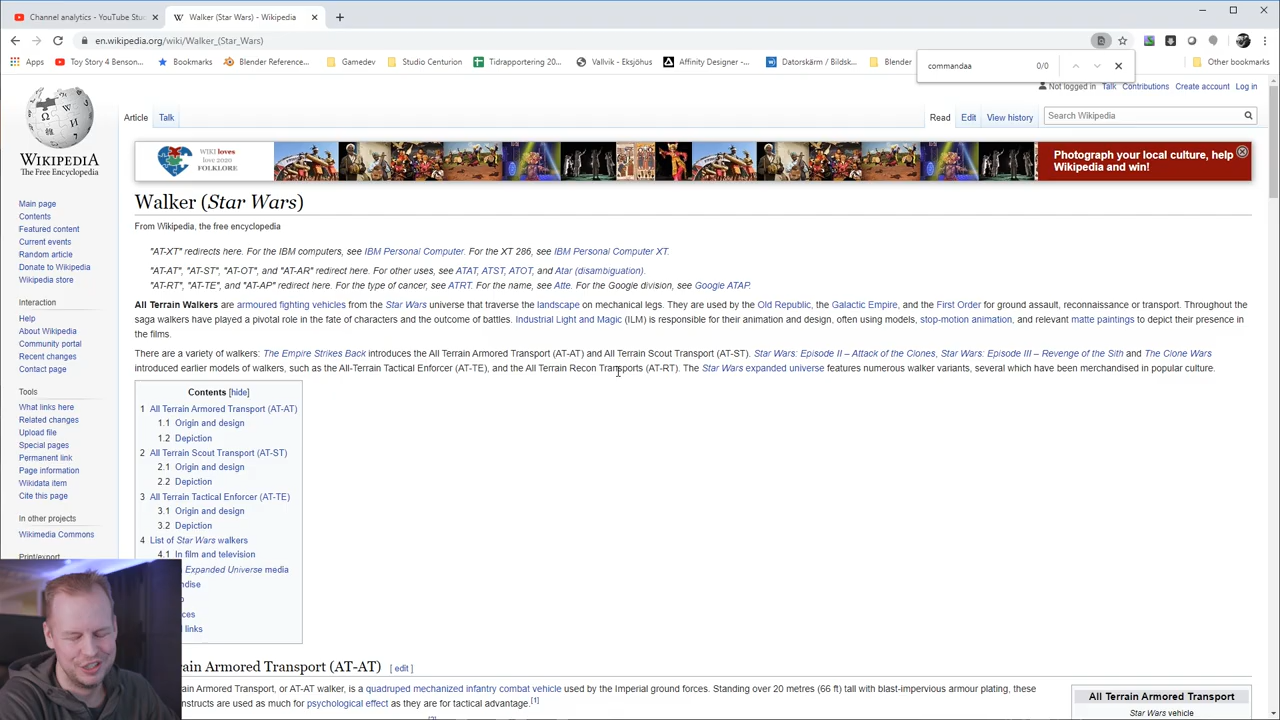 Channel analytics - YouTube Stu
Walker (Star Wars) - Wikipedia
en.wikipedia.org/wiki/Walker_(Star_Wars)
Apps
Toy Story 4 Benson...
Bookmarks
Blender Reference...
Gamedev
Studio Centurion
Tidrapportering 20...
Vallvik - Eksjöhus
Affinity Designer -...
Datorskärm / Bildsk...
Blender
Other bookmarks
commandaa 0/0
Not logged in Talk Contributions Create account Log in
Article Talk
Read Edit View history
Search Wikipedia
WIKIPEDIA
The Free Encyclopedia
WIKI loves
love 2020
FOLKLORE
Photograph your local culture, help
Wikipedia and win!
Main page
Contents
Featured content
Current events
Random article
Donate to Wikipedia
Wikipedia store
Interaction
Help
About Wikipedia
Community portal
Recent changes
Contact page
Tools
What links here
Related changes
Upload file
Special pages
Permanent link
Page information
Wikidata item
Cite this page
In other projects
Wikimedia Commons
Print/export
Walker (Star Wars)
From Wikipedia, the free encyclopedia
"AT-XT" redirects here. For the IBM computers, see IBM Personal Computer. For the XT 286, see IBM Personal Computer XT.
"AT-AT", "AT-ST", "AT-OT", and "AT-AR" redirect here. For other uses, see ATAT, ATST, ATOT, and Atar (disambiguation).
"AT-RT", "AT-TE", and "AT-AP" redirect here. For the type of cancer, see ATRT. For the name, see Atte. For the Google division, see Google ATAP.
All Terrain Walkers are armoured fighting vehicles from the Star Wars universe that traverse the landscape on mechanical legs. They are used by the Old Republic, the Galactic Empire, and the First Order for ground assault, reconnaissance or transport. Throughout the
saga walkers have played a pivotal role in the fate of characters and the outcome of battles. Industrial Light and Magic (ILM) is responsible for their animation and design, often using models, stop-motion animation, and relevant matte paintings to depict their presence in
the films.
There are a variety of walkers: The Empire Strikes Back introduces the All Terrain Armored Transport (AT-AT) and All Terrain Scout Transport (AT-ST). Star Wars: Episode II – Attack of the Clones, Star Wars: Episode III – Revenge of the Sith and The Clone Wars
introduced earlier models of walkers, such as the All-Terrain Tactical Enforcer (AT-TE), and the All Terrain Recon Transports (AT-RT). The Star Wars expanded universe features numerous walker variants, several which have been merchandised in popular culture.
Contents [hide]
1 All Terrain Armored Transport (AT-AT)
1.1 Origin and design
1.2 Depiction
2 All Terrain Scout Transport (AT-ST)
2.1 Origin and design
2.2 Depiction
3 All Terrain Tactical Enforcer (AT-TE)
3.1 Origin and design
3.2 Depiction
4 List of Star Wars walkers
4.1 In film and television
Expanded Universe media
links
Terrain Armored Transport (AT-AT) [ edit ]
rrain Armored Transport, or AT-AT walker, is a quadruped mechanized infantry combat vehicle used by the Imperial ground forces. Standing over 20 metres (66 ft) tall with blast-impervious armour plating, these
nstructs are used as much for psychological effect as they are for tactical advantage.[1]
All Terrain Armored Transport
Star Wars vehicle